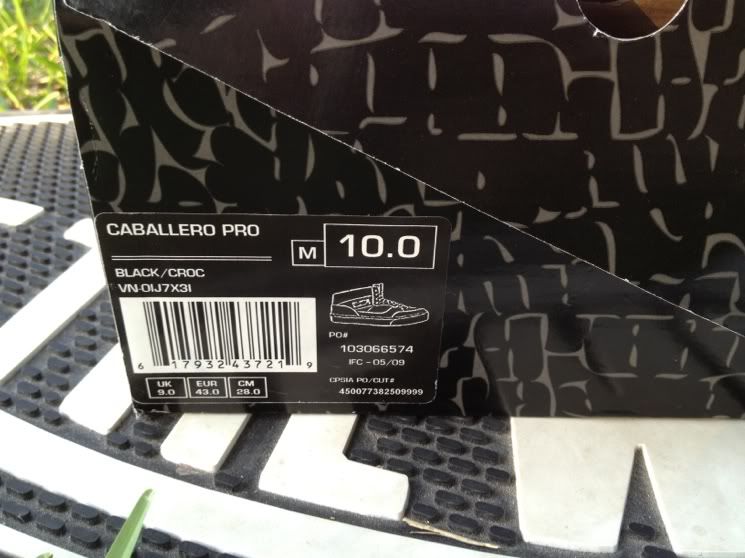 CABALLERO PRO
M 10.0
BLACK/CROC
VN-0IJ7X3I
6 17932 43721 9
PO#
103066574
IFC - 05/09
CPSIA PO/CUT#
450077382509999
UK EUR CM
9.0 43.0 28.0